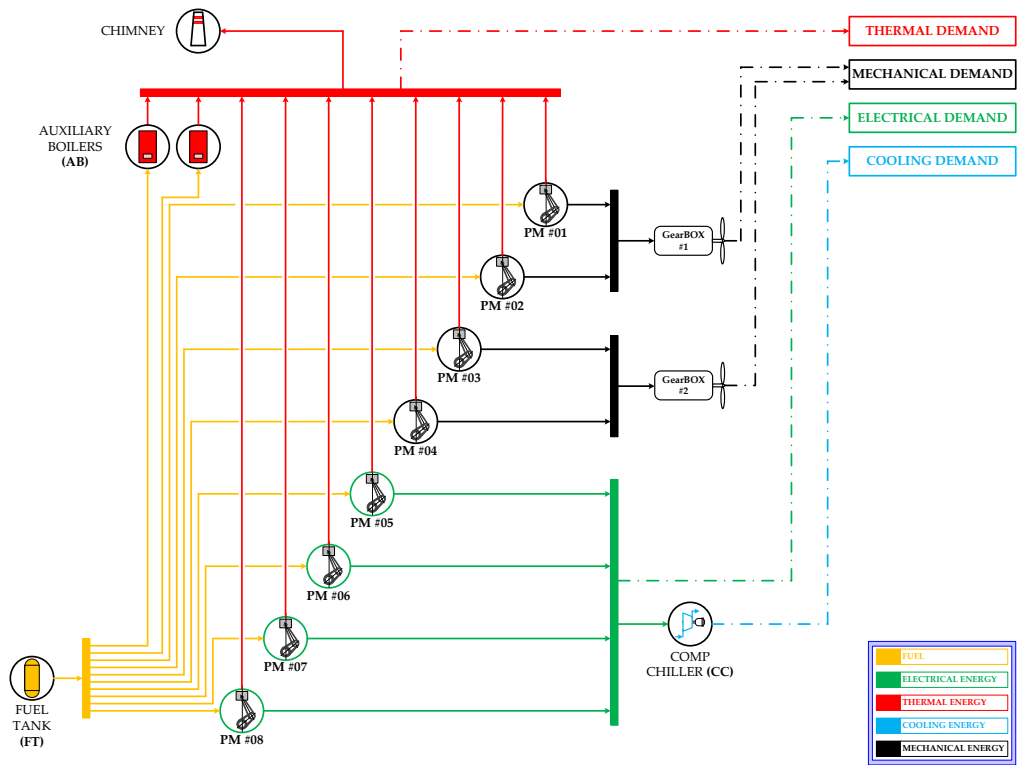 CHIMNEY
THERMAL DEMAND
MECHANICAL DEMAND
ELECTRICAL DEMAND
COOLING DEMAND
AUXILIARY
BOILERS
(AB)
PM #01
GearBOX
#1
PM #02
PM #03
GearBOX
#2
PM #04
PM #05
PM #06
PM #07
COMP
CHILLER (CC)
PM #08
FUEL
TANK
(FT)
FUEL
ELECTRICAL ENERGY
THERMAL ENERGY
COOLING ENERGY
MECHANICAL ENERGY